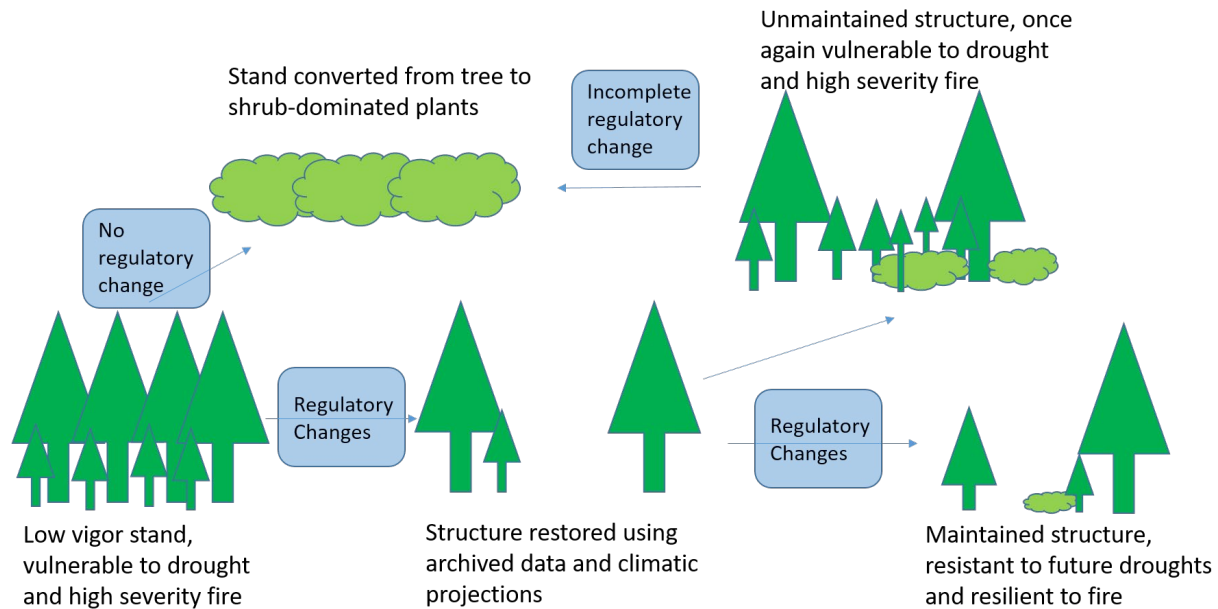 Unmaintained structure, once
again vulnerable to drought
and high severity fire
Stand converted from tree to
shrub-dominated plants
Incomplete
regulatory
change
No
regulatory
change
Regulatory
Changes
Regulatory
Changes
Low vigor stand,
vulnerable to drought
and high severity fire
Structure restored using
archived data and climatic
projections
Maintained structure,
resistant to future droughts
and resilient to fire